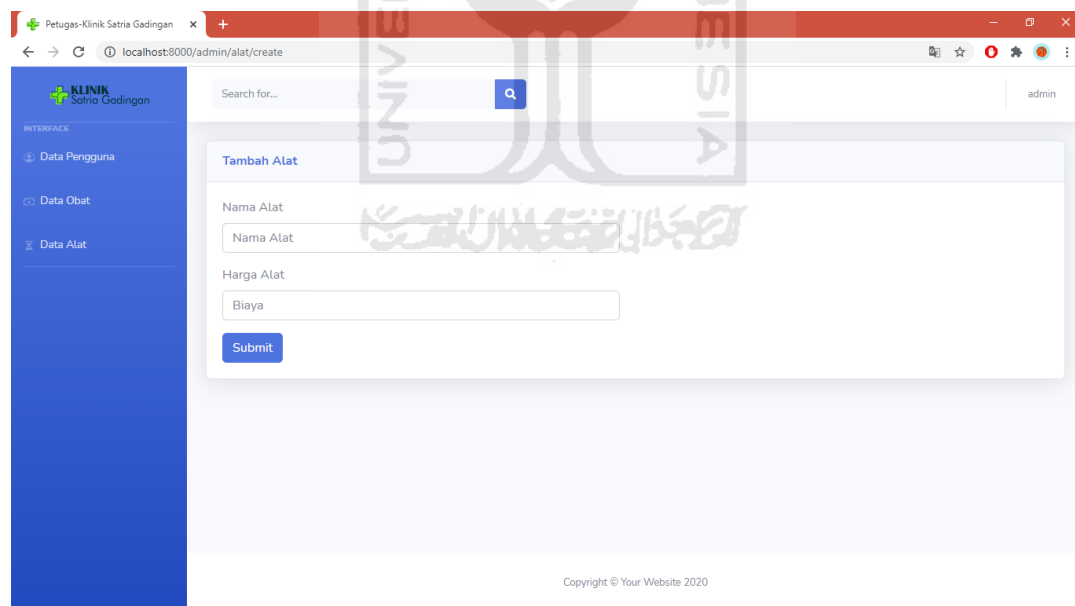 Petugas-Klinik Satria Gadingan
localhost:8000/admin/alat/create
KLINIK
Satria Gadingan
Search for...
admin
INTERFACE
Data Pengguna
Data Obat
Data Alat
Tambah Alat
Nama Alat
Nama Alat
Harga Alat
Biaya
Submit
Copyright © Your Website 2020